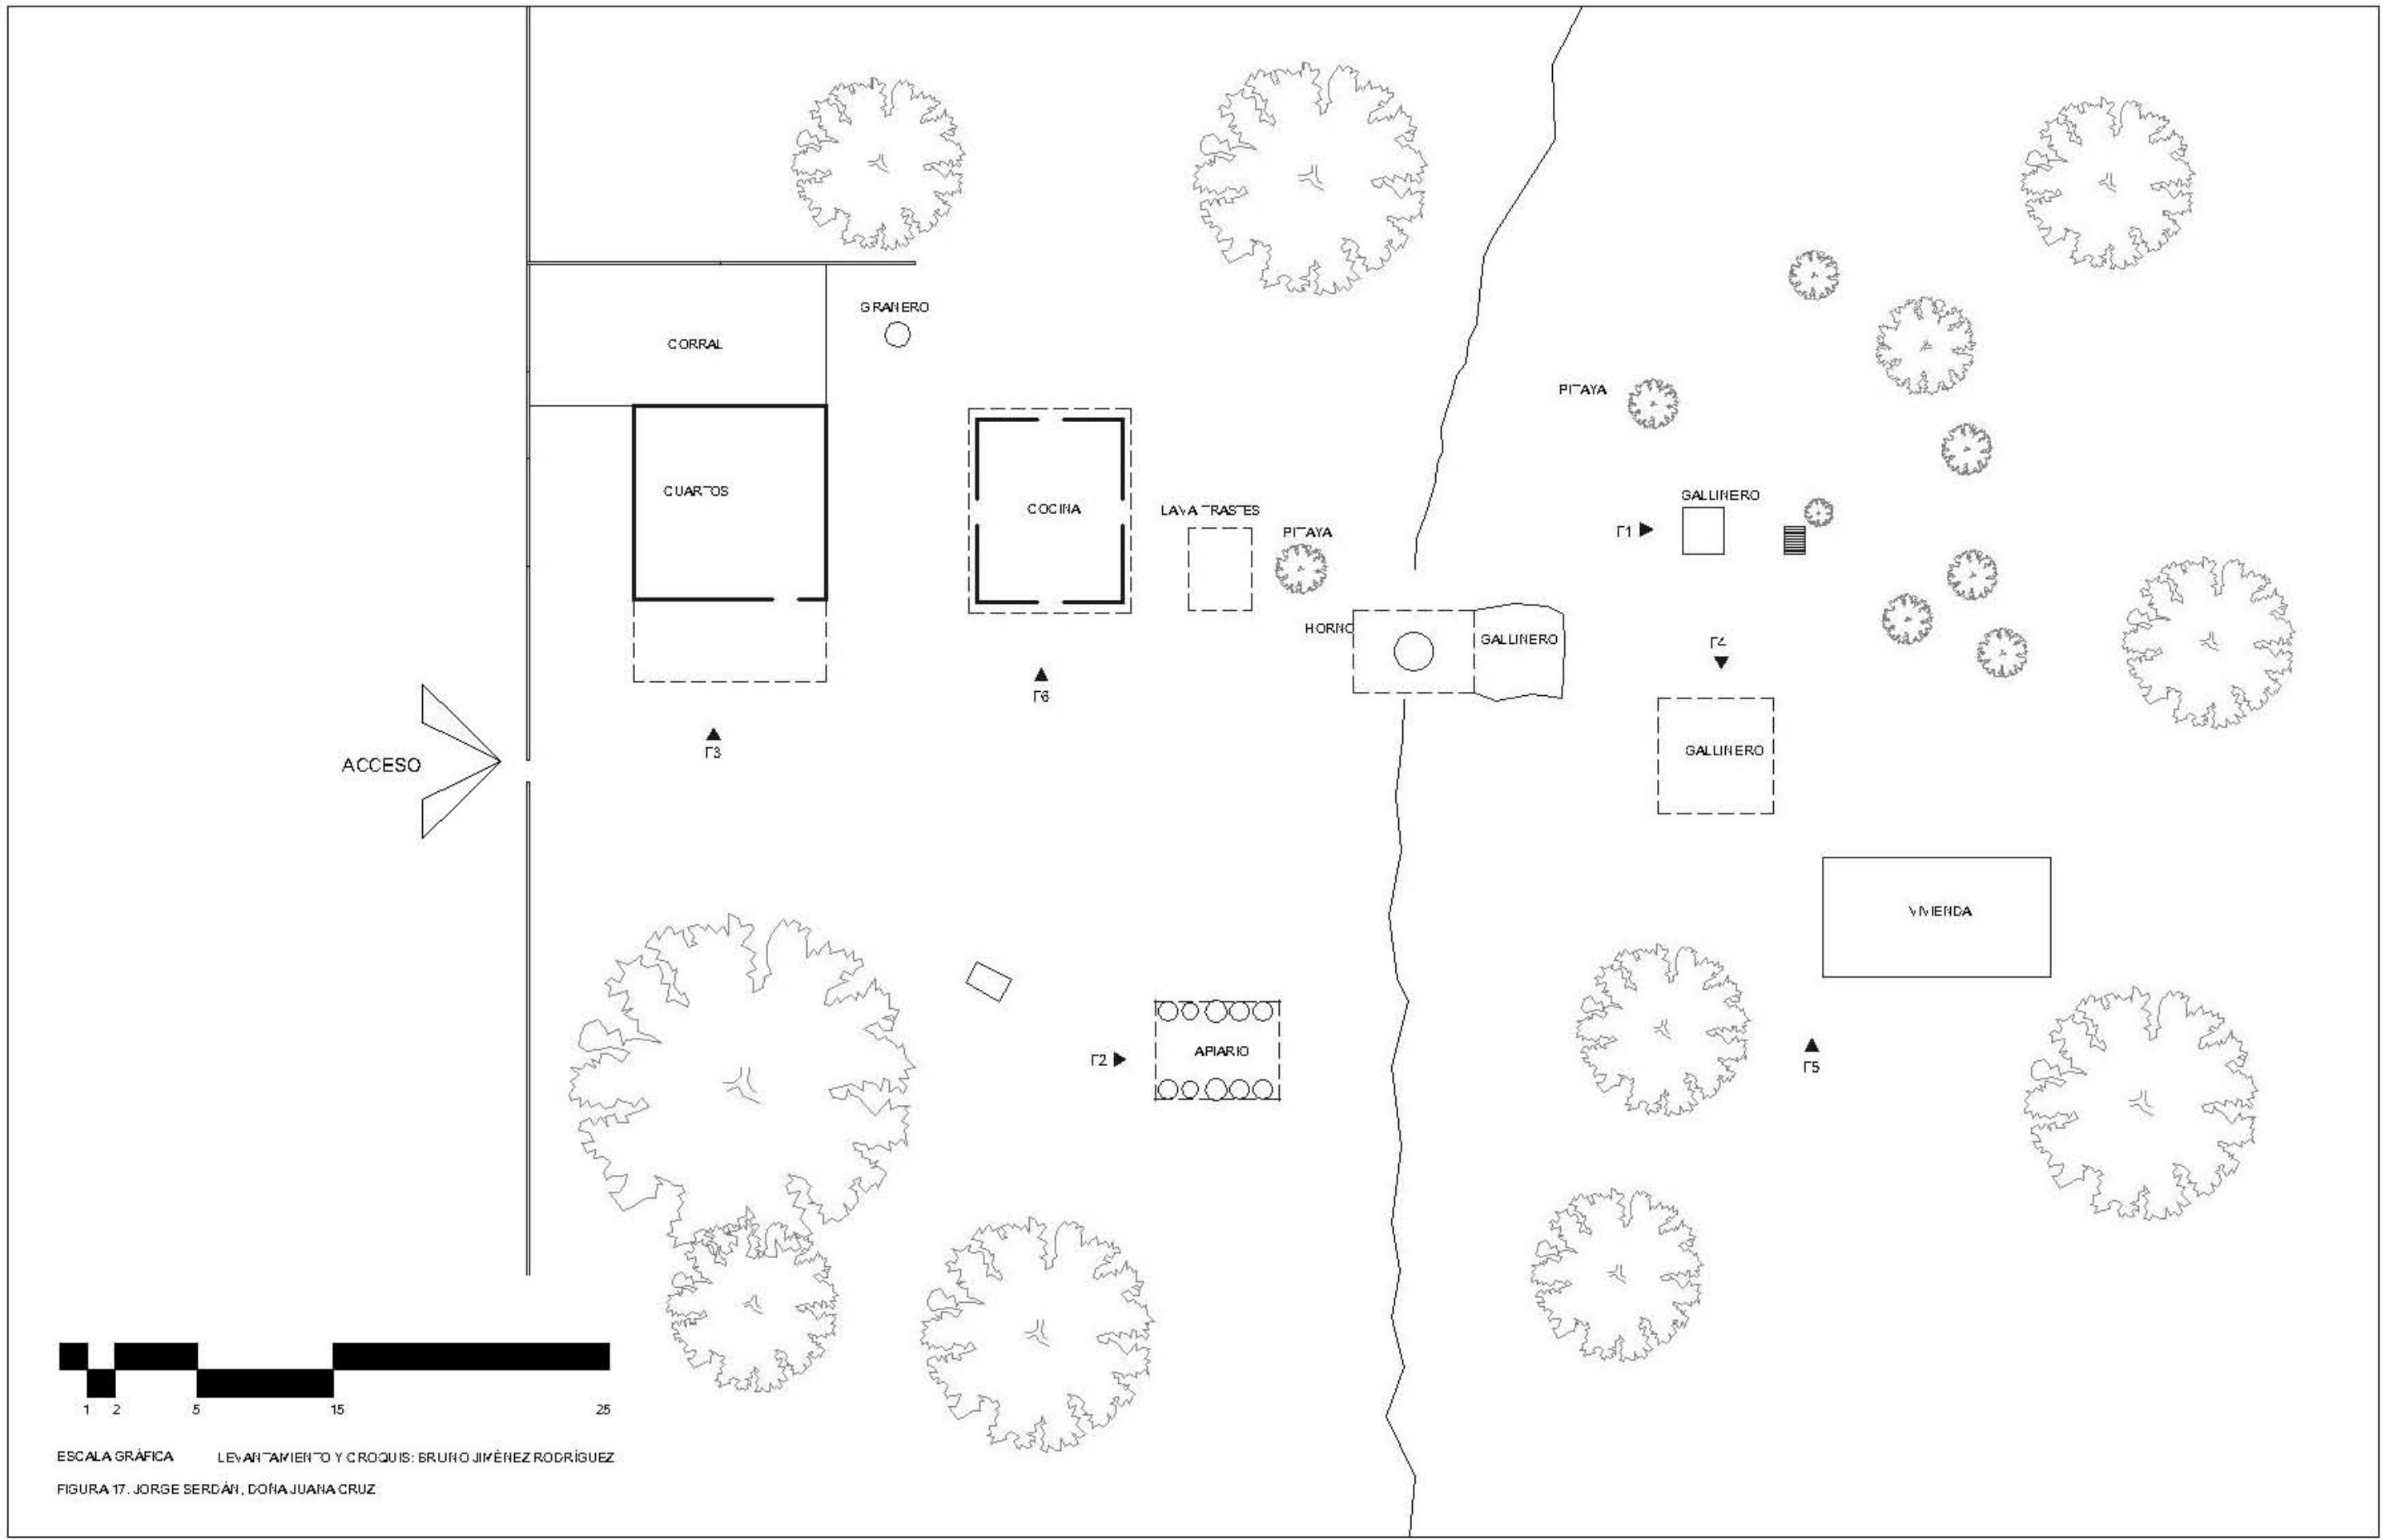 GRANERO
CORRAL
PITAYA
CUARTOS
COCINA
LAVA TRASTES
PITAYA
GALLINERO
F1
HORNO
GALLINERO
F4
F6
F3
ACCESO
GALLINERO
VIVIENDA
APIARIO
F2
F5
1 2 5 15 25
ESCALA GRÁFICA LEVANTAMIENTO Y CROQUIS: BRUNO JIMÉNEZ RODRÍGUEZ
FIGURA 17. JORGE SERDÁN, DOÑA JUANA CRUZ